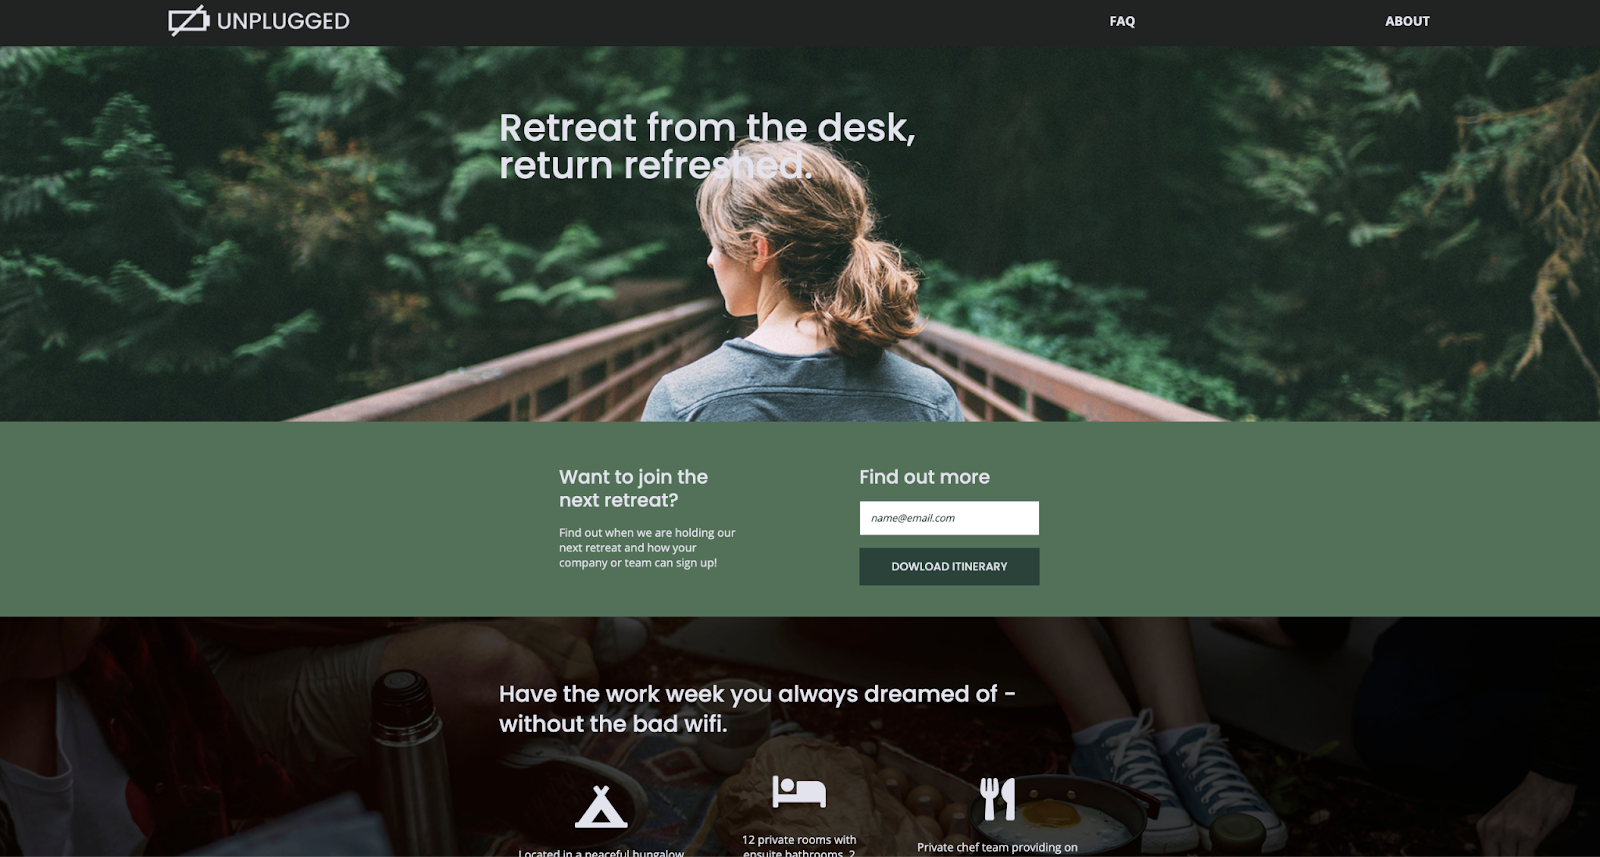 UNPLUGGED
FAQ
ABOUT
Retreat from the desk,
return refreshed.
Want to join the
next retreat?
Find out when we are holding our
next retreat and how your
company or team can sign up!
Find out more
name@email.com
DOWLOAD ITINERARY
Have the work week you always dreamed of -
without the bad wifi.
Located in a peaceful bungalow
12 private rooms with
ensuite bathrooms, 2
Private chef team providing on